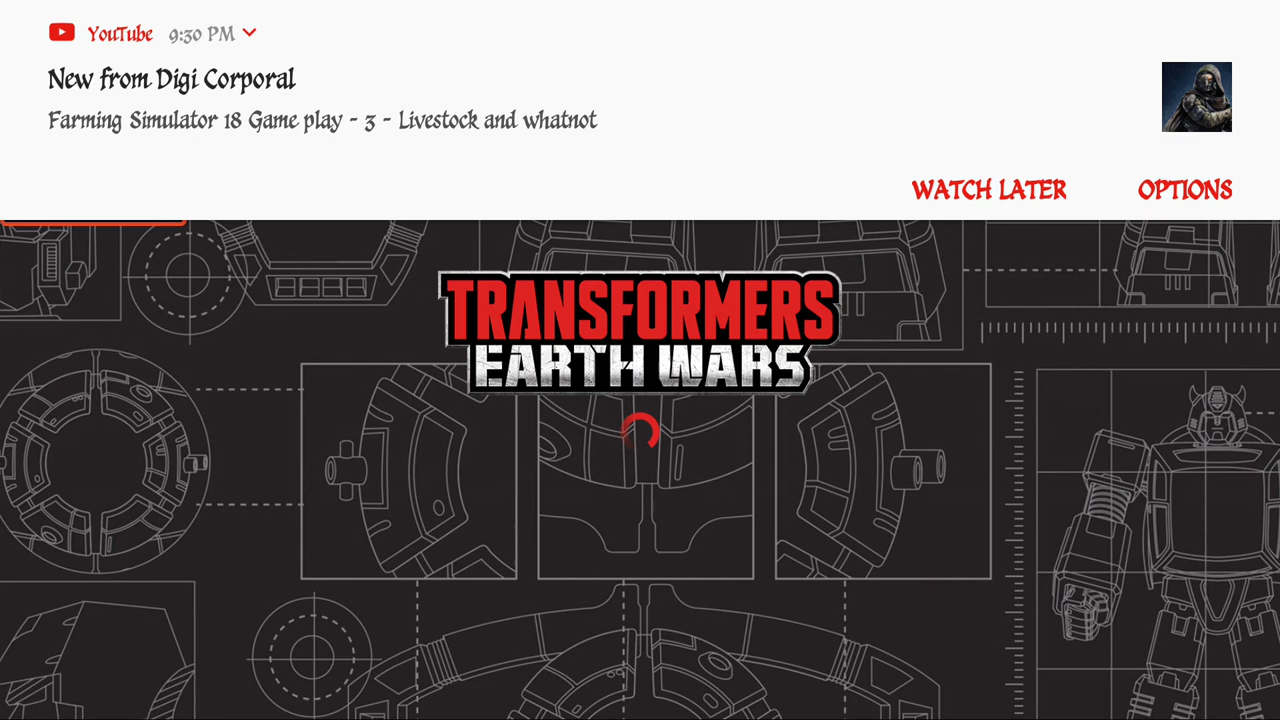 YouTube 9:30 PM
New from Digi Corporal
Farming Simulator 18 Game play - 3 - Livestock and whatnot
WATCH LATER OPTIONS
TRANSFORMERS
EARTH WARS